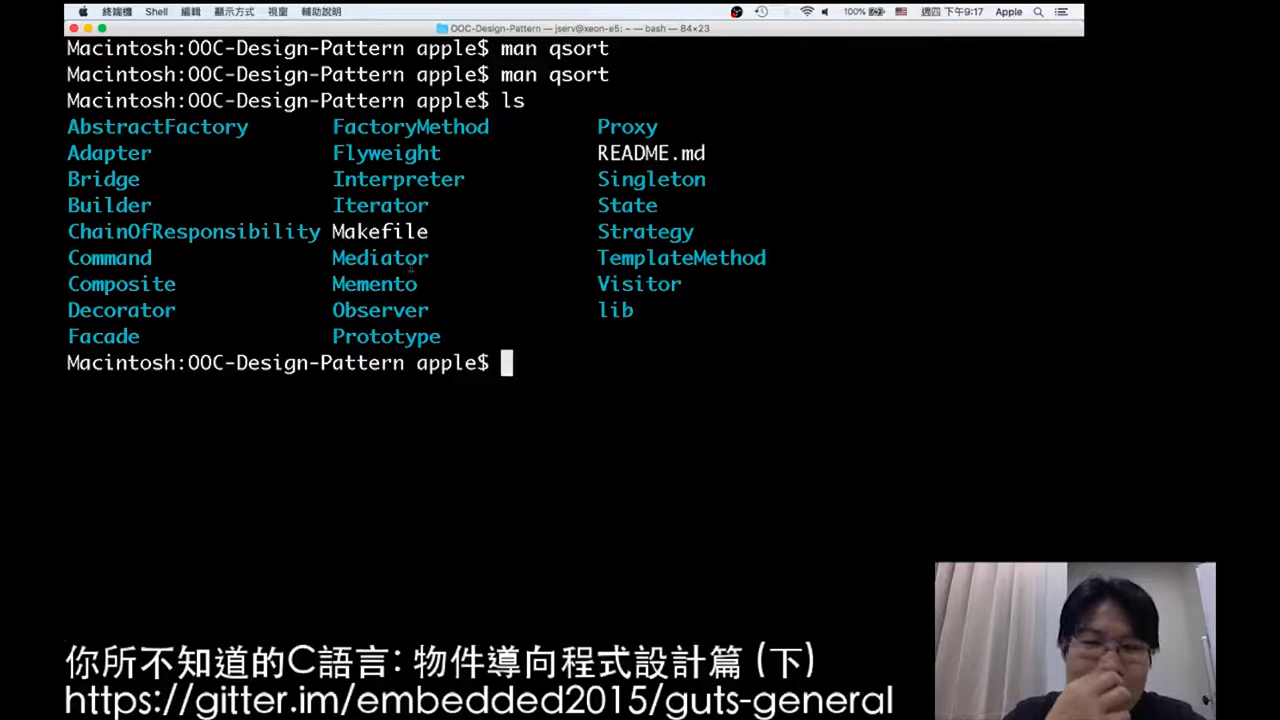 終端機 Shell 編輯 顯示方式 視窗 輔助說明 100% 週四 下午9:17 Apple
OOC-Design-Pattern — jserv@xeon-e5: ~ — bash — 84×23
Macintosh:OOC-Design-Pattern apple$ man qsort
Macintosh:OOC-Design-Pattern apple$ man qsort
Macintosh:OOC-Design-Pattern apple$ ls
AbstractFactory FactoryMethod Proxy
Adapter Flyweight README.md
Bridge Interpreter Singleton
Builder Iterator State
ChainOfResponsibility Makefile Strategy
Command Mediator TemplateMethod
Composite Memento Visitor
Decorator Observer lib
Facade Prototype
Macintosh:OOC-Design-Pattern apple$
你所不知道的C語言: 物件導向程式設計篇 (下)
https://gitter.im/embedded2015/guts-general